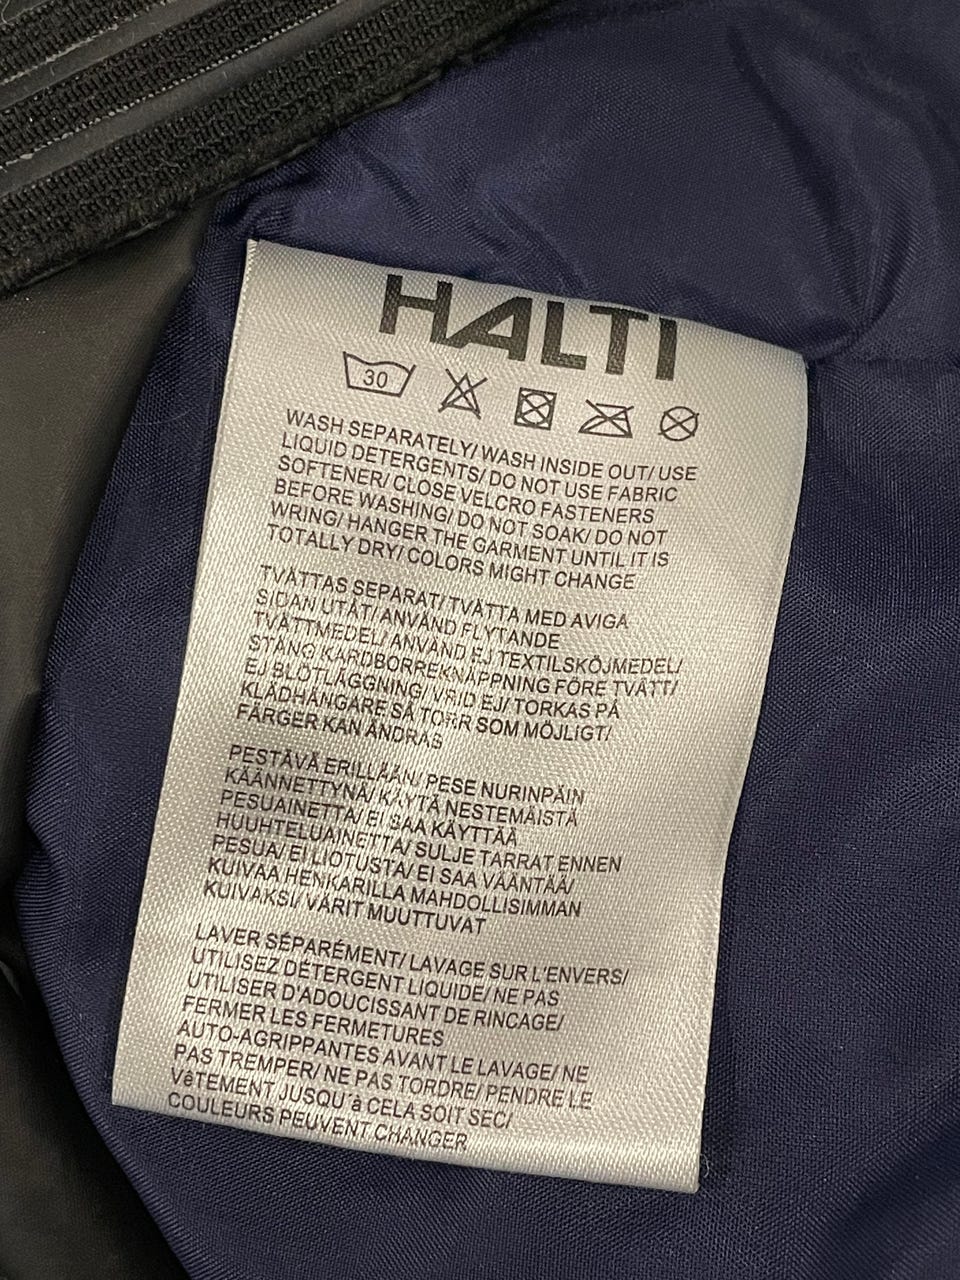 HALTI
30
WASH SEPARATELY/ WASH INSIDE OUT/ USE
LIQUID DETERGENTS/ DO NOT USE FABRIC
SOFTENER/ CLOSE VELCRO FASTENERS
BEFORE WASHING/ DO NOT SOAK/ DO NOT
WRING/ HANGER THE GARMENT UNTIL IT IS
TOTALLY DRY/ COLORS MIGHT CHANGE
TVÄTTAS SEPARAT/ TVÄTTA MED AVIGA
SIDAN UTÅT/ ANVÄND FLYTANDE
TVÄTTMEDEL/ ANVÄND EJ TEXTILSKÖJMEDEL/
STÄNG KARDBORREKNÄPPNING FÖRE TVÄTT/
EJ BLÖTLÄGGNING/ VRID EJ/ TORKAS PÅ
KLÄDHÄNGARE SÅ TORR SOM MÖJLIGT/
FÄRGER KAN ÄNDRAS
PESTÄVÄ ERILLÄÄN/ PESE NURINPÄIN
KÄÄNNETTYNÄ/ KÄYTÄ NESTEMÄISTÄ
PESUAINETTA/ EI SAA KÄYTTÄÄ
HUUHTELUAINETTA/ SULJE TARRAT ENNEN
PESUA/ EI LIOTUSTA/ EI SAA VÄÄNTÄÄ/
KUIVAA HENKARILLA MAHDOLLISIMMAN
KUIVAKSI/ VÄRIT MUUTTUVAT
LAVER SÉPARÉMENT/ LAVAGE SUR L'ENVERS/
UTILISEZ DÉTERGENT LIQUIDE/ NE PAS
UTILISER D'ADOUCISSANT DE RINCAGE/
FERMER LES FERMETURES
AUTO-AGRIPPANTES AVANT LE LAVAGE/ NE
PAS TREMPER/ NE PAS TORDRE/ PENDRE LE
VêTEMENT JUSQU'à CELA SOIT SEC/
COULEURS PEUVENT CHANGER